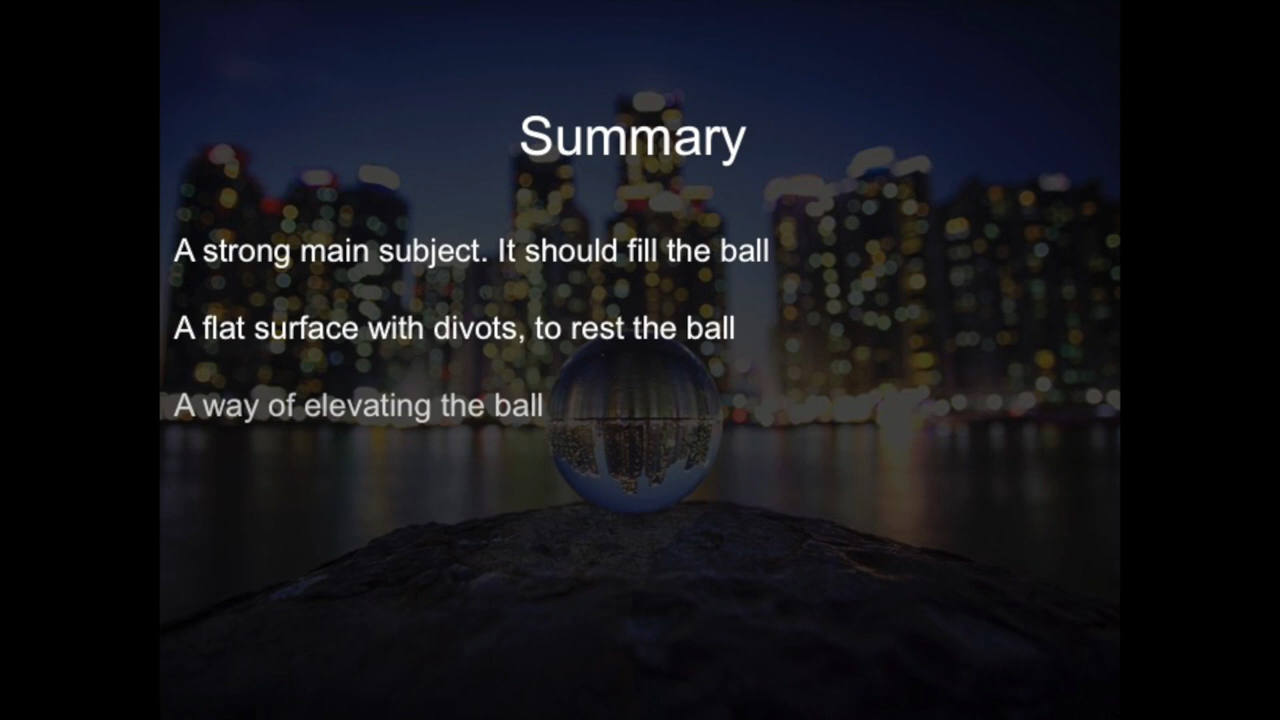 Summary
A strong main subject. It should fill the ball
A flat surface with divots, to rest the ball
A way of elevating the ball